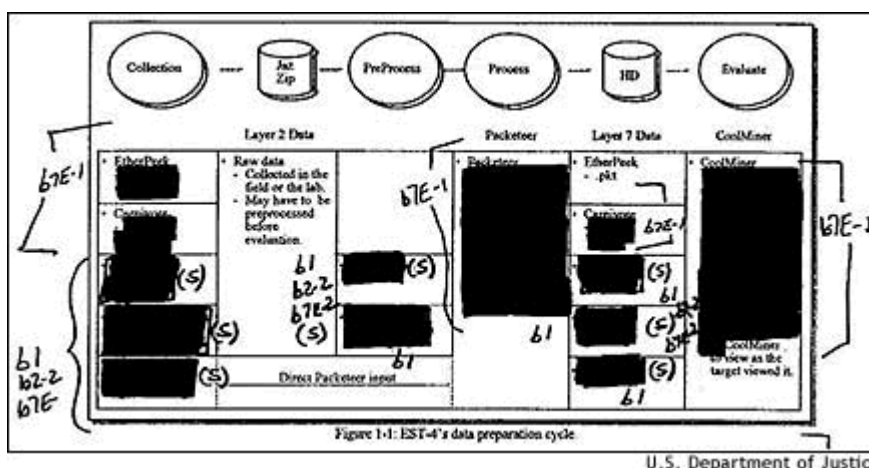 Collection
Jaz
Zip
PreProcess
Process
HD
Evaluate
Layer 2 Data
Packeteer
Layer 7 Data
CoolMiner
• EtherPeek
• Raw data
- Collected in the
field or the lab.
- May have to be
preprocessed
before
evaluation.
• Packeteer
• EtherPeek
- .pkt
• CoolMiner
• Carnivore
• Carnivore
b7E-1
b7E-1
b7E-1
b7E-1
(S)
(S)
(S)
b1
b2-2
b7E-
b1
b2-2
b7E-2
(S)
(S)
b1
b1
(S)
b1
(S)
b7E-2
(S)
b1
CoolMiner
to view as the
target viewed it.
Direct Packeteer input
Figure 1-1: EST-4's data preparation cycle.
U.S. Department of Justic